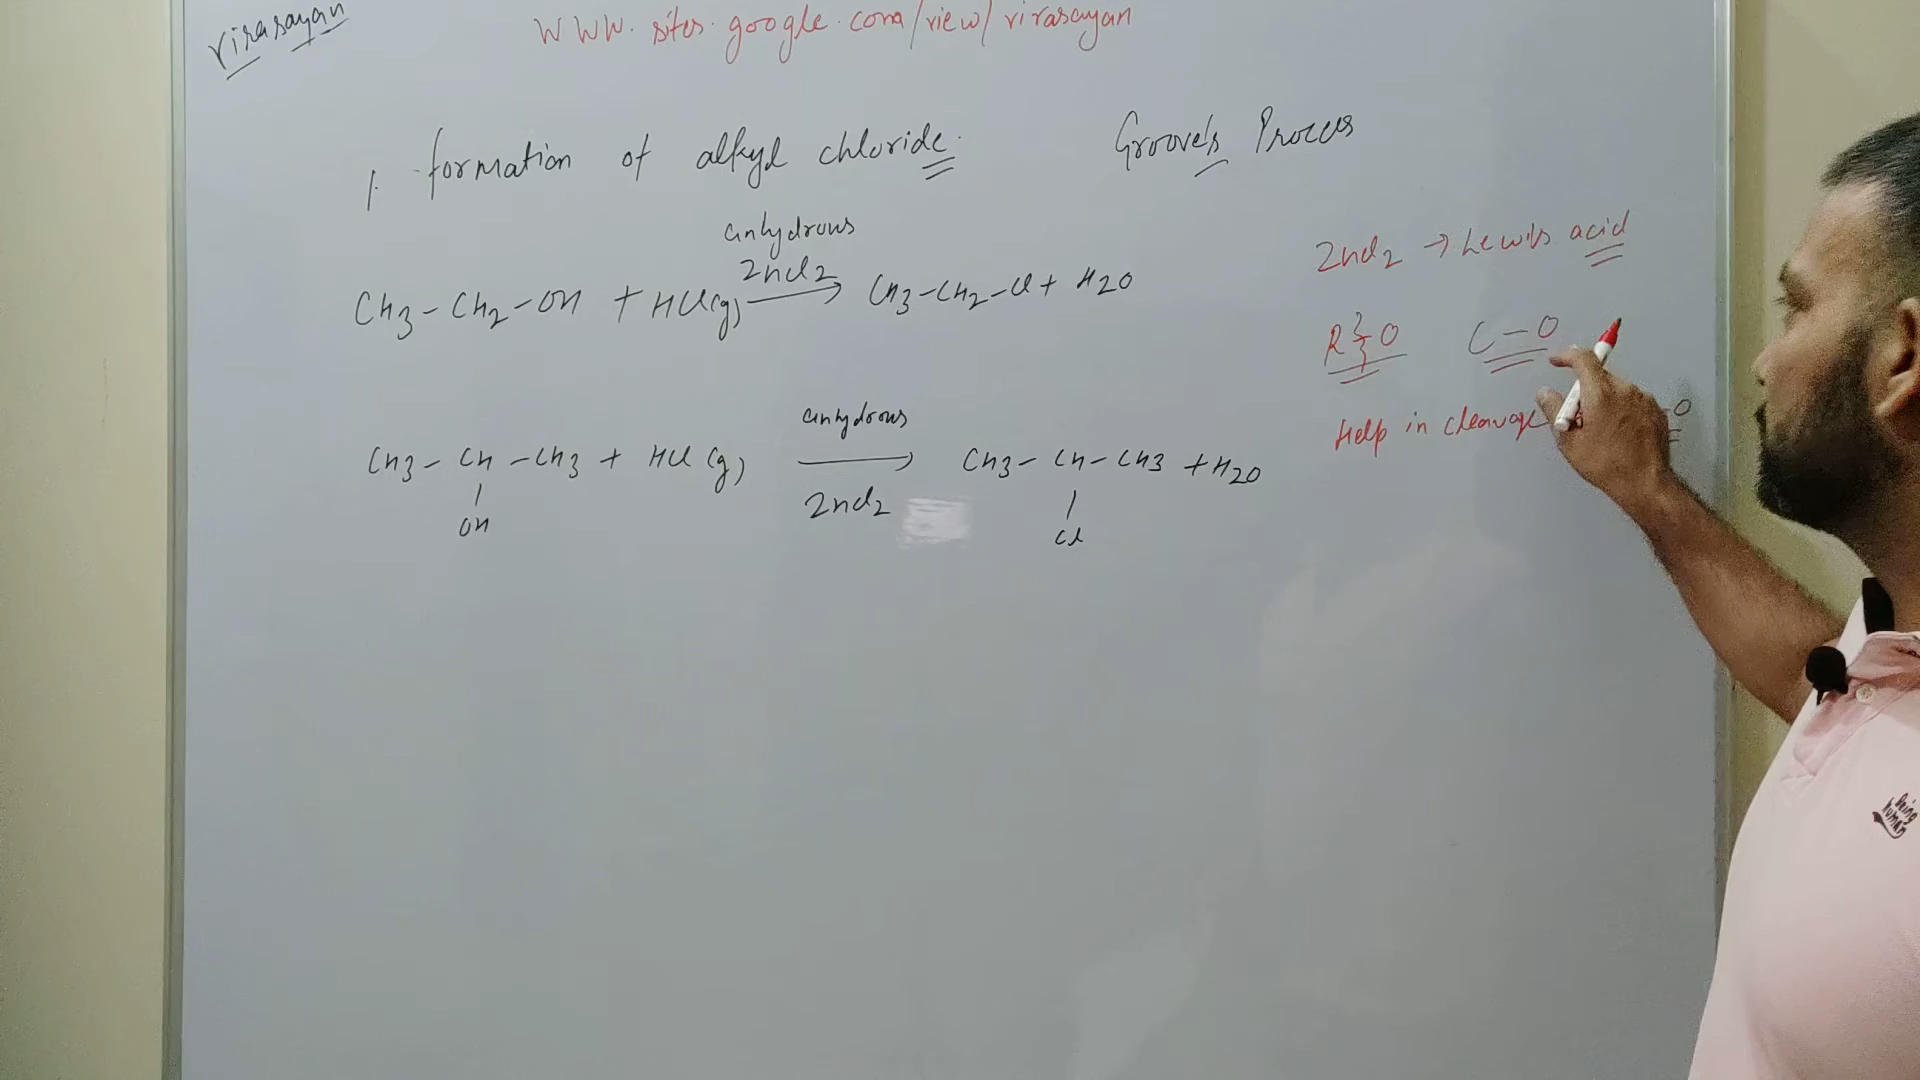 virasayan
WWW.sites.google.com/view/virasayan
1. formation of alkyl chloride.
Groove's Process
anhydrous
ZnCl2
CH3-CH2-OH + HCl(g) → CH3-CH2-Cl + H2O
ZnCl2 → Lewis acid
R O
C-O
anhydrous
CH3-CH-CH3 + HCl (g) → CH3-CH-CH3 + H2O
ZnCl2
OH
Cl
Help in cleavage
-O
being
human